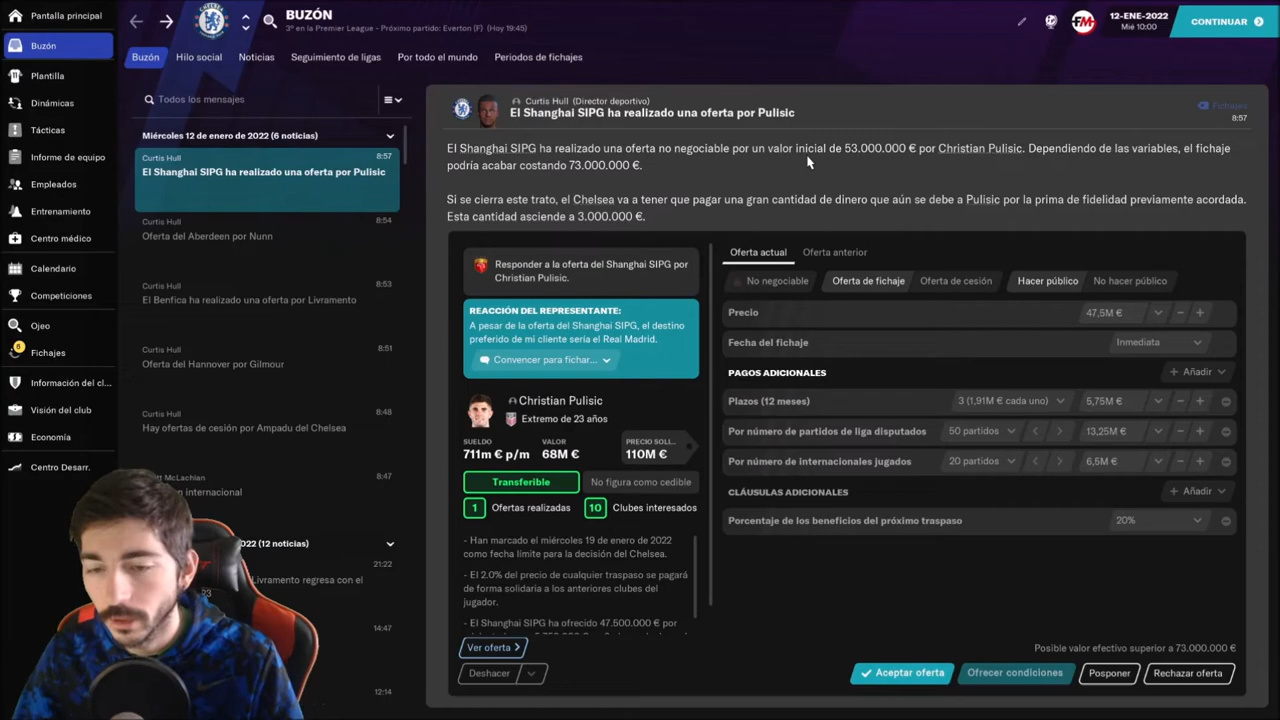 Pantalla principal
Buzón
Plantilla
Dinámicas
Tácticas
Informe de equipo
Empleados
Entrenamiento
Centro médico
Calendario
Competiciones
Ojeo
6
Fichajes
Información del cl...
Visión del club
Economía
Centro Desarr.
BUZÓN
3º en la Premier League - Próximo partido: Everton (F) (Hoy 19:45)
FM
12-ENE-2022
Mié 10:00
CONTINUAR
Buzón
Hilo social
Noticias
Seguimiento de ligas
Por todo el mundo
Periodos de fichajes
Todos los mensajes
Miércoles 12 de enero de 2022 (6 noticias)
Curtis Hull
8:57
El Shanghai SIPG ha realizado una oferta por Pulisic
Curtis Hull
8:54
Oferta del Aberdeen por Nunn
Curtis Hull
8:53
El Benfica ha realizado una oferta por Livramento
Curtis Hull
8:51
Oferta del Hannover por Gilmour
Curtis Hull
8:48
Hay ofertas de cesión por Ampadu del Chelsea
McLachlan
8:47
internacional
2022 (12 noticias)
21:22
Livramento regresa con el
14:47
12:14
Curtis Hull (Director deportivo)
El Shanghai SIPG ha realizado una oferta por Pulisic
Fichajes
8:57
El Shanghai SIPG ha realizado una oferta no negociable por un valor inicial de 53.000.000 € por Christian Pulisic. Dependiendo de las variables, el fichaje
podría acabar costando 73.000.000 €.
Si se cierra este trato, el Chelsea va a tener que pagar una gran cantidad de dinero que aún se debe a Pulisic por la prima de fidelidad previamente acordada.
Esta cantidad asciende a 3.000.000 €.
Responder a la oferta del Shanghai SIPG por
Christian Pulisic.
REACCIÓN DEL REPRESENTANTE:
A pesar de la oferta del Shanghai SIPG, el destino
preferido de mi cliente sería el Real Madrid.
Convencer para fichar...
Christian Pulisic
Extremo de 23 años
SUELDO
711m € p/m
VALOR
68M €
PRECIO SOLI...
110M €
Transferible
No figura como cedible
1
Ofertas realizadas
10
Clubes interesados
- Han marcado el miércoles 19 de enero de 2022
como fecha límite para la decisión del Chelsea.
- El 2.0% del precio de cualquier traspaso se pagará
de forma solidaria a los anteriores clubes del
jugador.
- El Shanghai SIPG ha ofrecido 47.500.000 € por
Ver oferta
Deshacer
Oferta actual
Oferta anterior
No negociable
Oferta de fichaje
Oferta de cesión
Hacer público
No hacer público
Precio
47,5M €
Fecha del fichaje
Inmediata
PAGOS ADICIONALES
Añadir
Plazos (12 meses)
3 (1,91M € cada uno)
5,75M €
Por número de partidos de liga disputados
50 partidos
13,25M €
Por número de internacionales jugados
20 partidos
6,5M €
CLÁUSULAS ADICIONALES
Añadir
Porcentaje de los beneficios del próximo traspaso
20%
Posible valor efectivo superior a 73.000.000 €
Aceptar oferta
Ofrecer condiciones
Posponer
Rechazar oferta